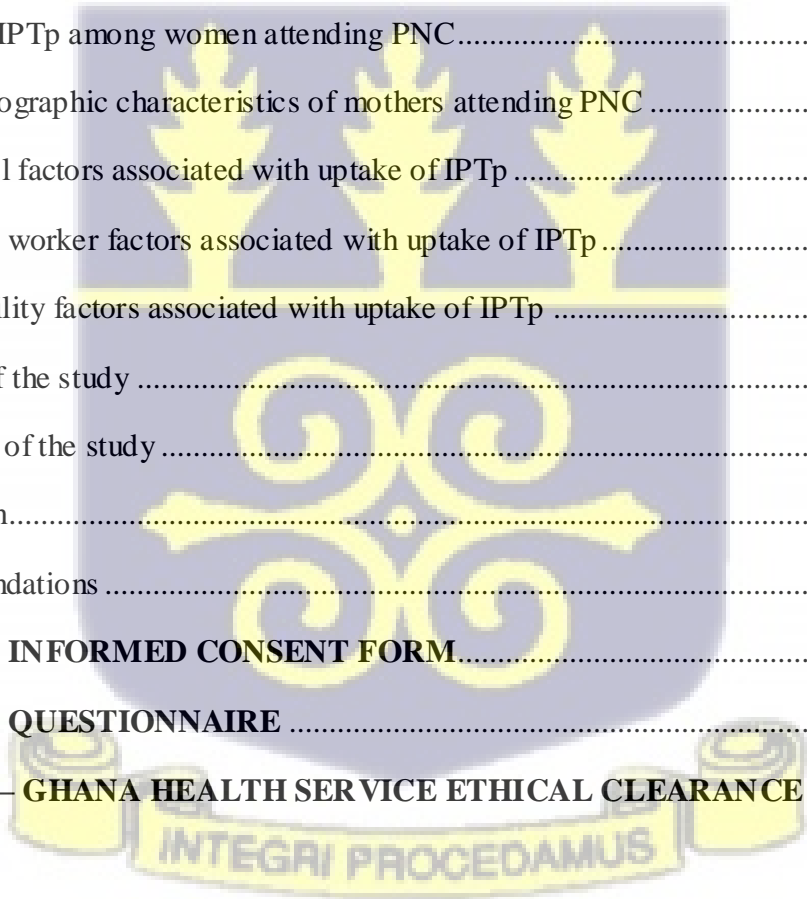 IPTp among women attending PNC..........................................
ographic characteristics of mothers attending PNC ....................
l factors associated with uptake of IPTp .....................................
worker factors associated with uptake of IPTp ..........................
lity factors associated with uptake of IPTp .................................
f the study .......................................................................................
of the study ....................................................................................
n.......................................................................................................
ndations ...........................................................................................
INFORMED CONSENT FORM..............................................
QUESTIONNAIRE ..................................................................
– GHANA HEALTH SERVICE ETHICAL CLEARANCE
INTEGRI PROCEDAMUS